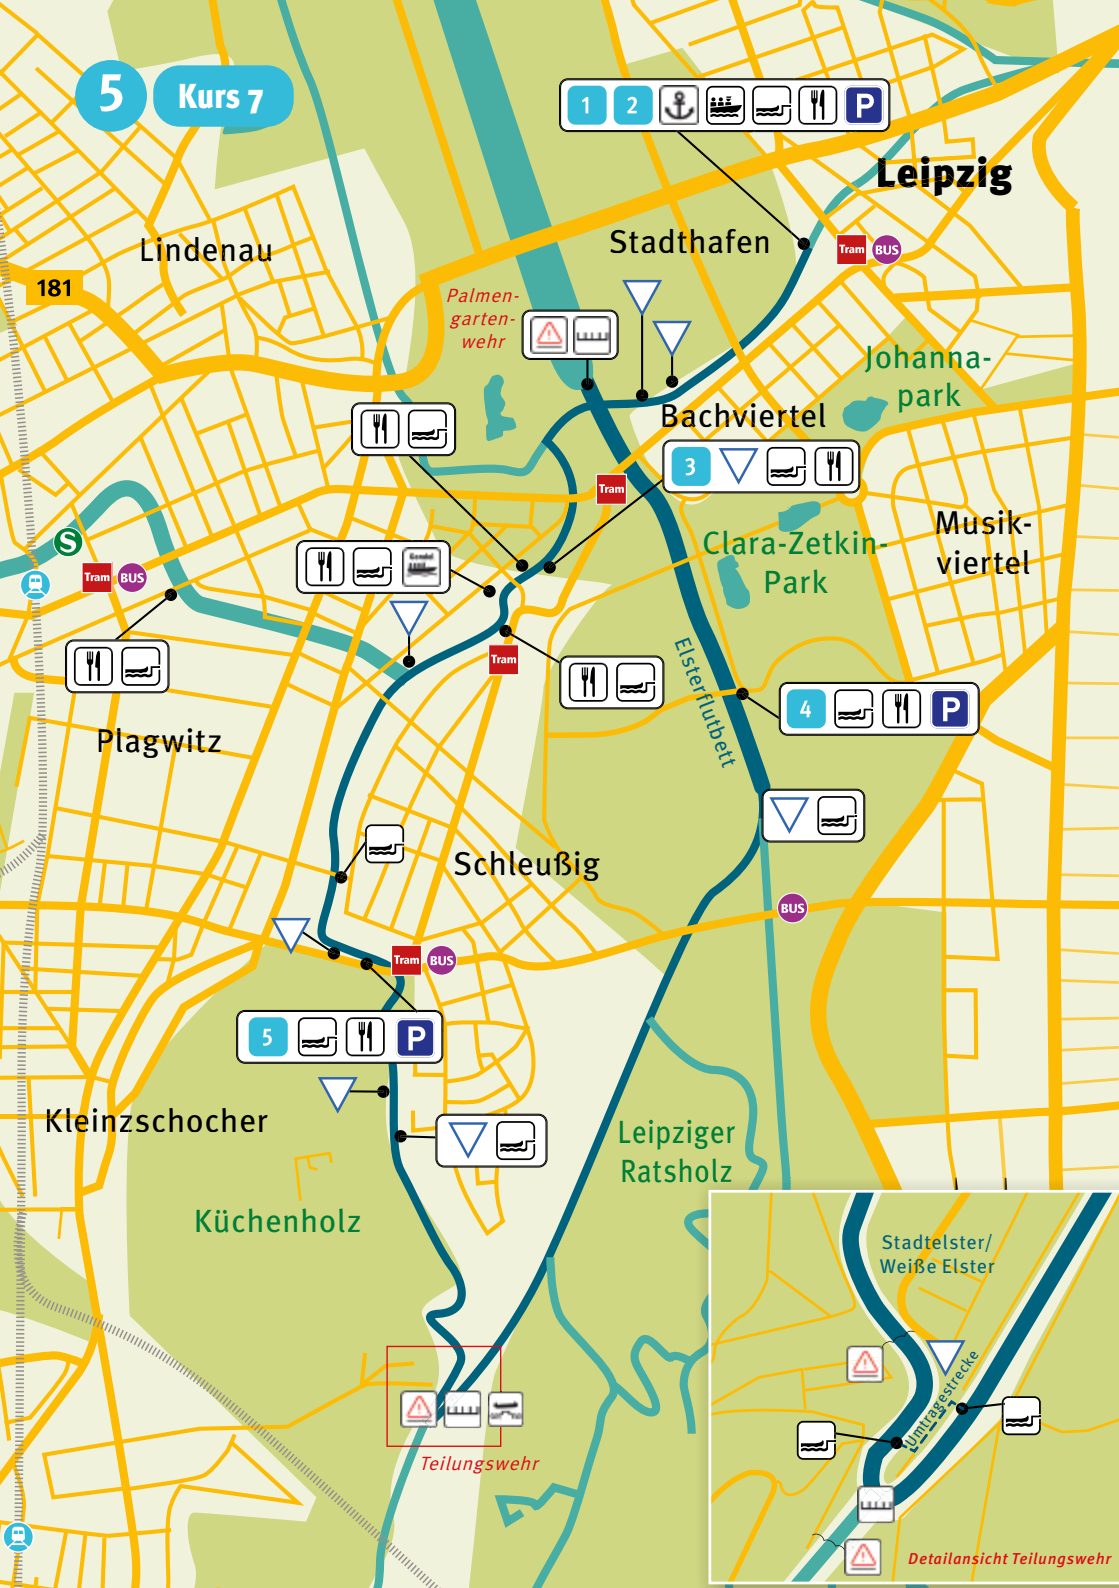 5
Kurs 7
1 2 P
Leipzig
Stadthafen
Tram
BUS
Lindenau
181
Palmen-
garten-
wehr
Johanna-
park
Bachviertel
3
Tram
Musik-
viertel
Clara-Zetkin-
Park
S
Tram
BUS
Gondel
Tram
Elsterflutbett
4 P
Plagwitz
Schleußig
BUS
Tram
BUS
5 P
Kleinzschocher
Leipziger
Ratsholz
Küchenholz
Stadtelster/
Weiße Elster
Umtragestrecke
Teilungswehr
Detailansicht Teilungswehr